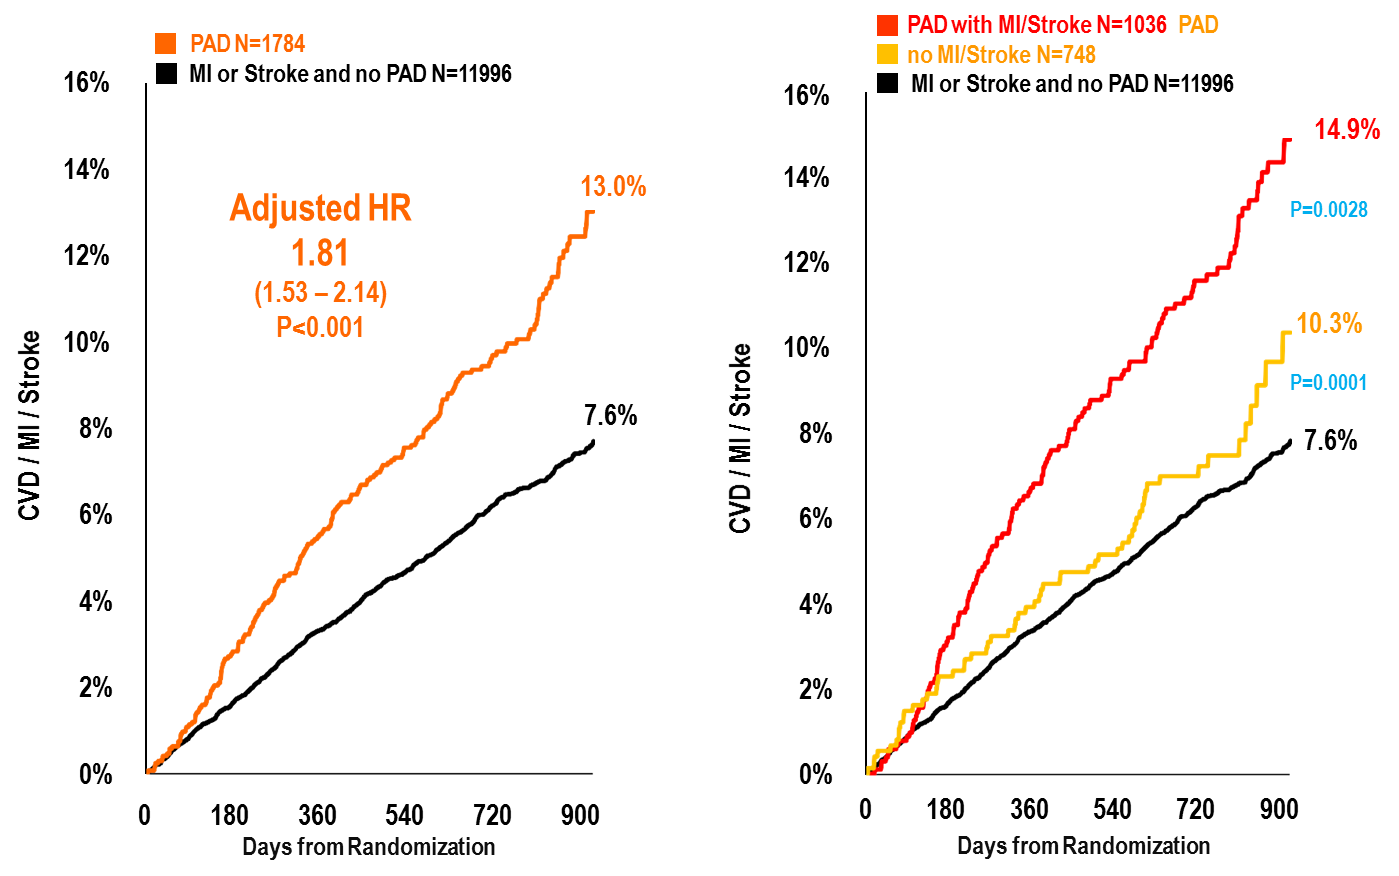 PAD N=1784
MI or Stroke and no PAD N=11996
16%
14%
12%
10%
8%
6%
4%
2%
0%
CVD / MI / Stroke
Adjusted HR
1.81
(1.53 – 2.14)
P<0.001
13.0%
7.6%
0 180 360 540 720 900
Days from Randomization
PAD with MI/Stroke N=1036 PAD
no MI/Stroke N=748
MI or Stroke and no PAD N=11996
16%
14%
12%
10%
8%
6%
4%
2%
0%
CVD / MI / Stroke
14.9%
P=0.0028
10.3%
P=0.0001
7.6%
0 180 360 540 720 900
Days from Randomization